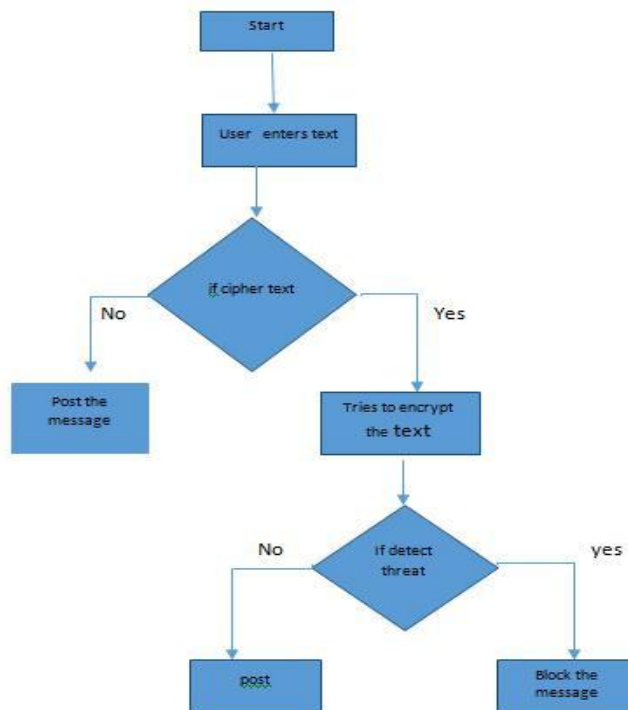 Start
User enters text
if cipher text
No
Yes
Post the
message
Tries to encrypt
the text
No
If detect
threat
yes
post
Block the
message